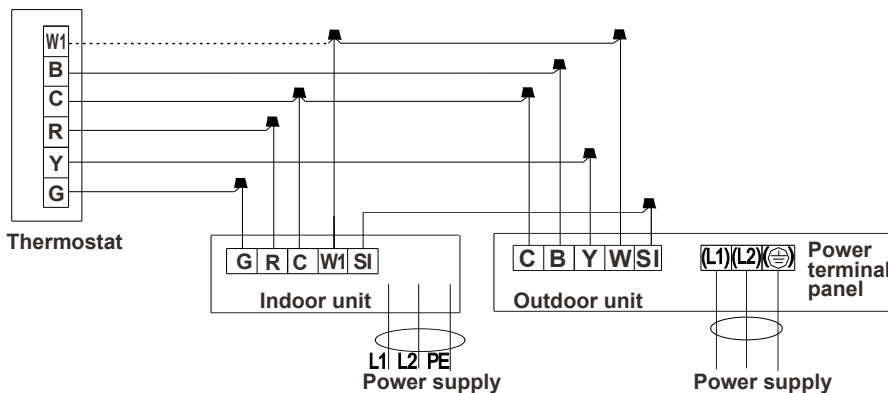 W1
B
C
R
Y
G
Thermostat
G R C W1 SI
Indoor unit
L1 L2 PE
Power supply
C B Y W SI
Outdoor unit
(L1) (L2) (⏚)
Power
terminal
panel
Power supply